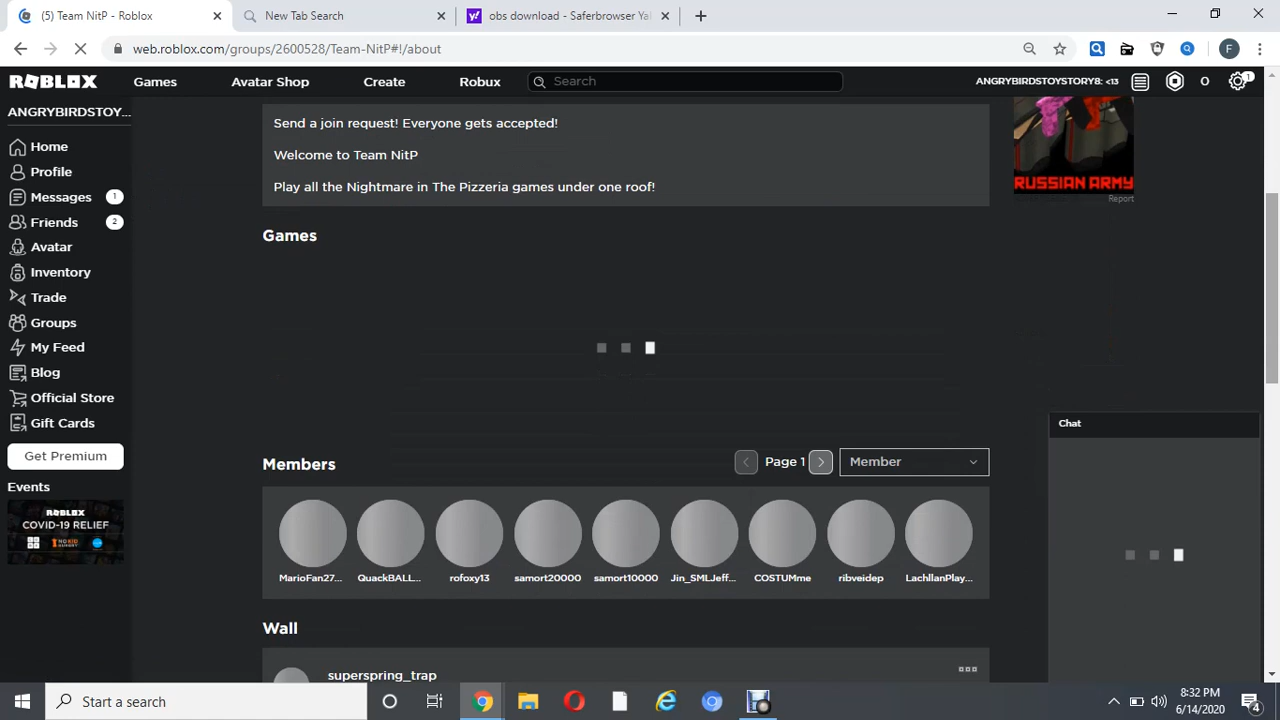 (5) Team NitP - Roblox
New Tab Search
obs download - Saferbrowser Ya
web.roblox.com/groups/2600528/Team-NitP#!/about
F
ROBLOX
Games
Avatar Shop
Create
Robux
Search
ANGRYBIRDSTOYSTORY8: <13
0
1
ANGRYBIRDSTOY...
Home
Profile
Messages
1
Friends
2
Avatar
Inventory
Trade
Groups
My Feed
Blog
Official Store
Gift Cards
Get Premium
Events
ROBLOX
COVID-19 RELIEF
NO KID HUNGRY
Send a join request! Everyone gets accepted!
Welcome to Team NitP
Play all the Nightmare in The Pizzeria games under one roof!
RUSSIAN ARMY
Report
Games
Members
Page 1
Member
MarioFan27...
QuackBALL...
rofoxy13
samort20000
samort10000
Jin_SMLJeff...
COSTUMme
ribveidep
LachllanPlay...
Wall
superspring_trap
Chat
Start a search
8:32 PM
6/14/2020
4